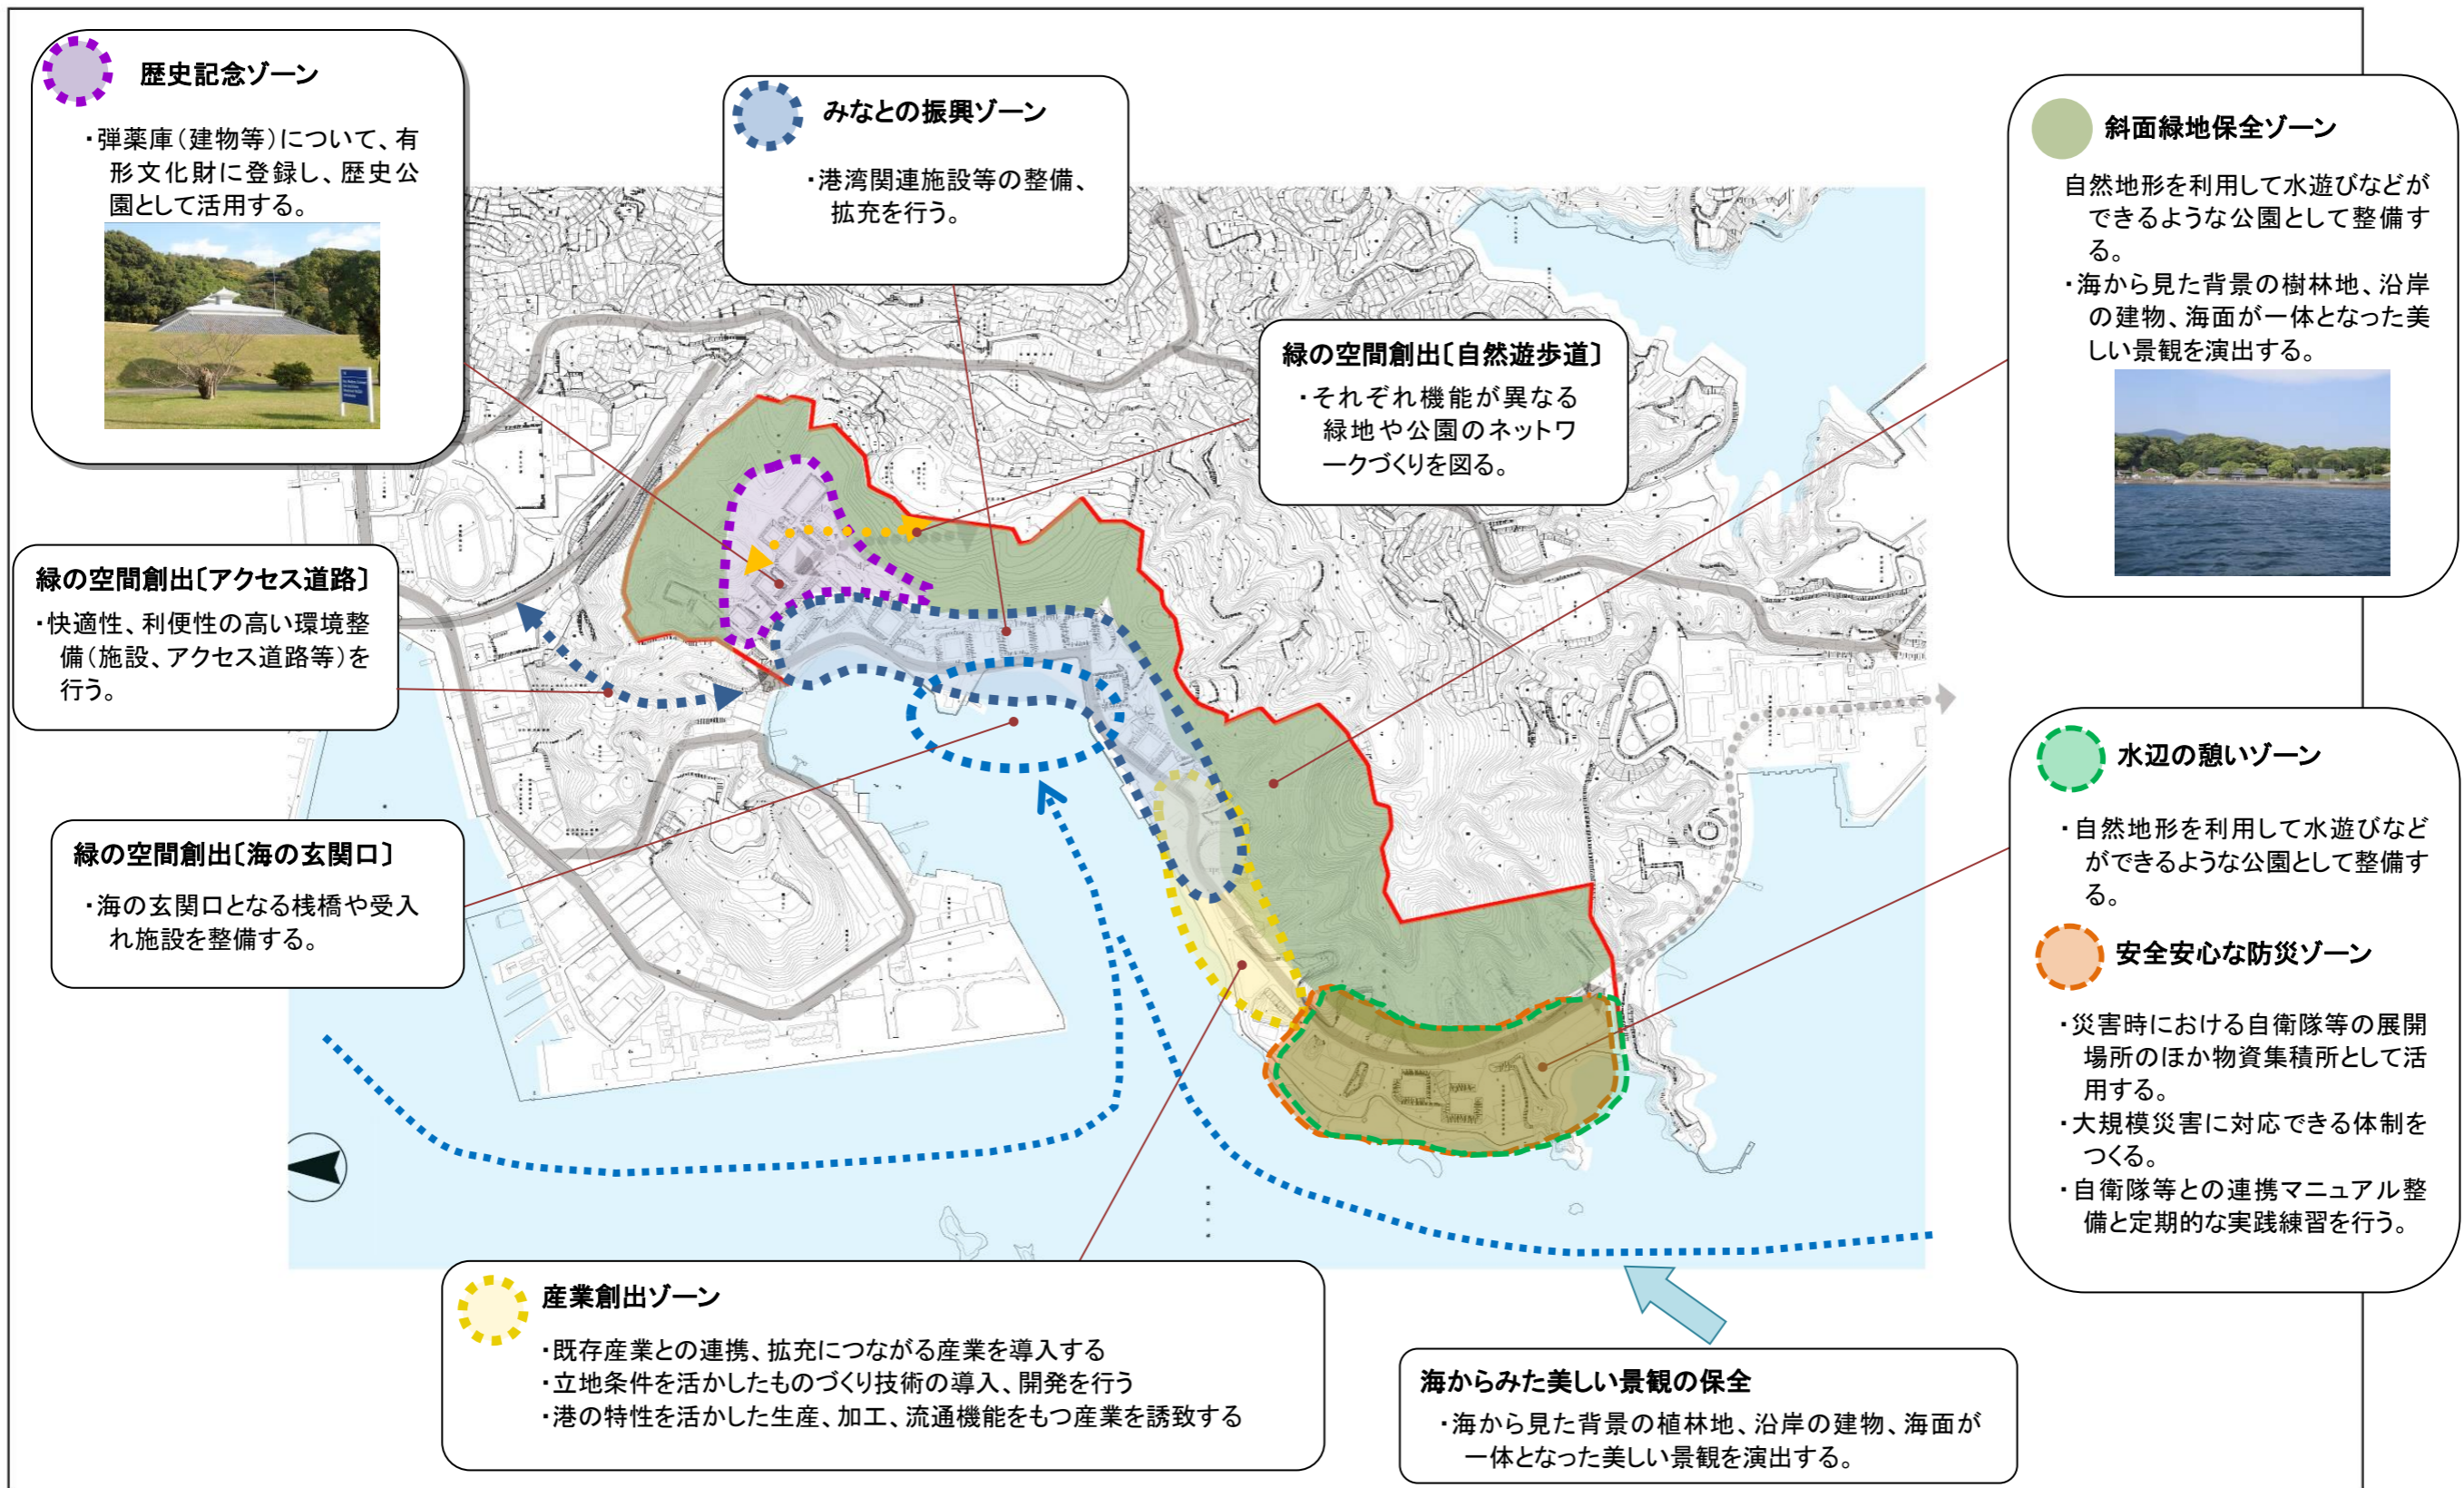 歴史記念ゾーン
・弾薬庫（建物等）について、有
形文化財に登録し、歴史公
園として活用する。
みなとの振興ゾーン
・港湾関連施設等の整備、
拡充を行う。
斜面緑地保全ゾーン
自然地形を利用して水遊びなどが
できるような公園として整備す
る。
・海から見た背景の樹林地、沿岸
の建物、海面が一体となった美
しい景観を演出する。
緑の空間創出〔自然遊歩道〕
・それぞれ機能が異なる
緑地や公園のネットワ
ークづくりを図る。
緑の空間創出〔アクセス道路〕
・快適性、利便性の高い環境整
備（施設、アクセス道路等）を
行う。
緑の空間創出〔海の玄関口〕
・海の玄関口となる桟橋や受入
れ施設を整備する。
水辺の憩いゾーン
・自然地形を利用して水遊びなど
ができるような公園として整備す
る。
安全安心な防災ゾーン
・災害時における自衛隊等の展開
場所のほか物資集積所として活
用する。
・大規模災害に対応できる体制を
つくる。
・自衛隊等との連携マニュアル整
備と定期的な実践練習を行う。
産業創出ゾーン
・既存産業との連携、拡充につながる産業を導入する
・立地条件を活かしたものづくり技術の導入、開発を行う
・港の特性を活かした生産、加工、流通機能をもつ産業を誘致する
海からみた美しい景観の保全
・海から見た背景の植林地、沿岸の建物、海面が
一体となった美しい景観を演出する。